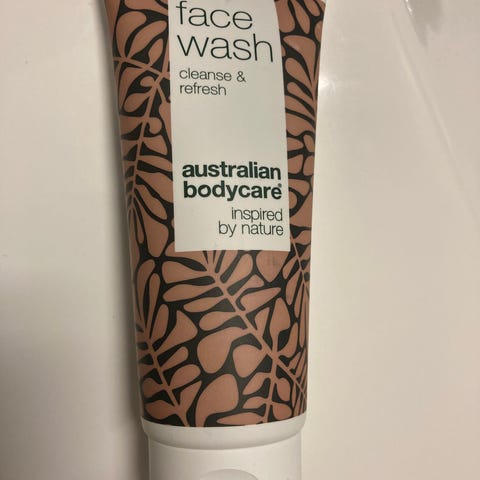 face
wash
cleanse &
refresh
australian
bodycare®
inspired
by nature